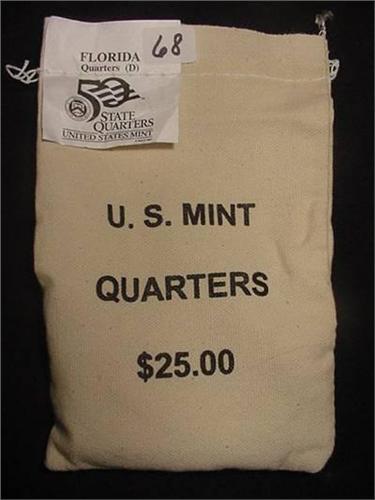 FLORIDA
68
Quarters (D)
50
STATE
QUARTERS
UNITED STATES MINT
U. S. MINT
QUARTERS
$25.00